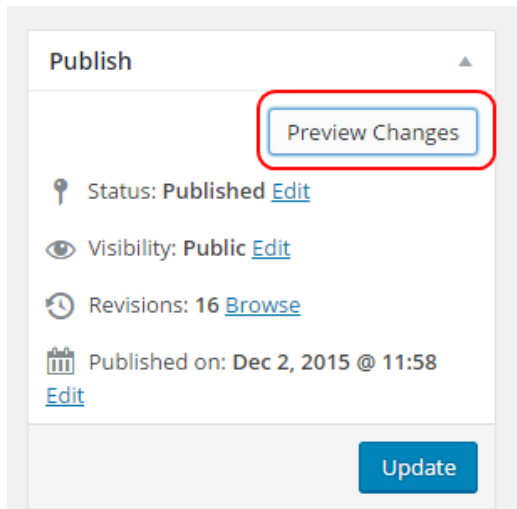 Publish
Preview Changes
Status: Published Edit
Visibility: Public Edit
Revisions: 16 Browse
Published on: Dec 2, 2015 @ 11:58
Edit
Update